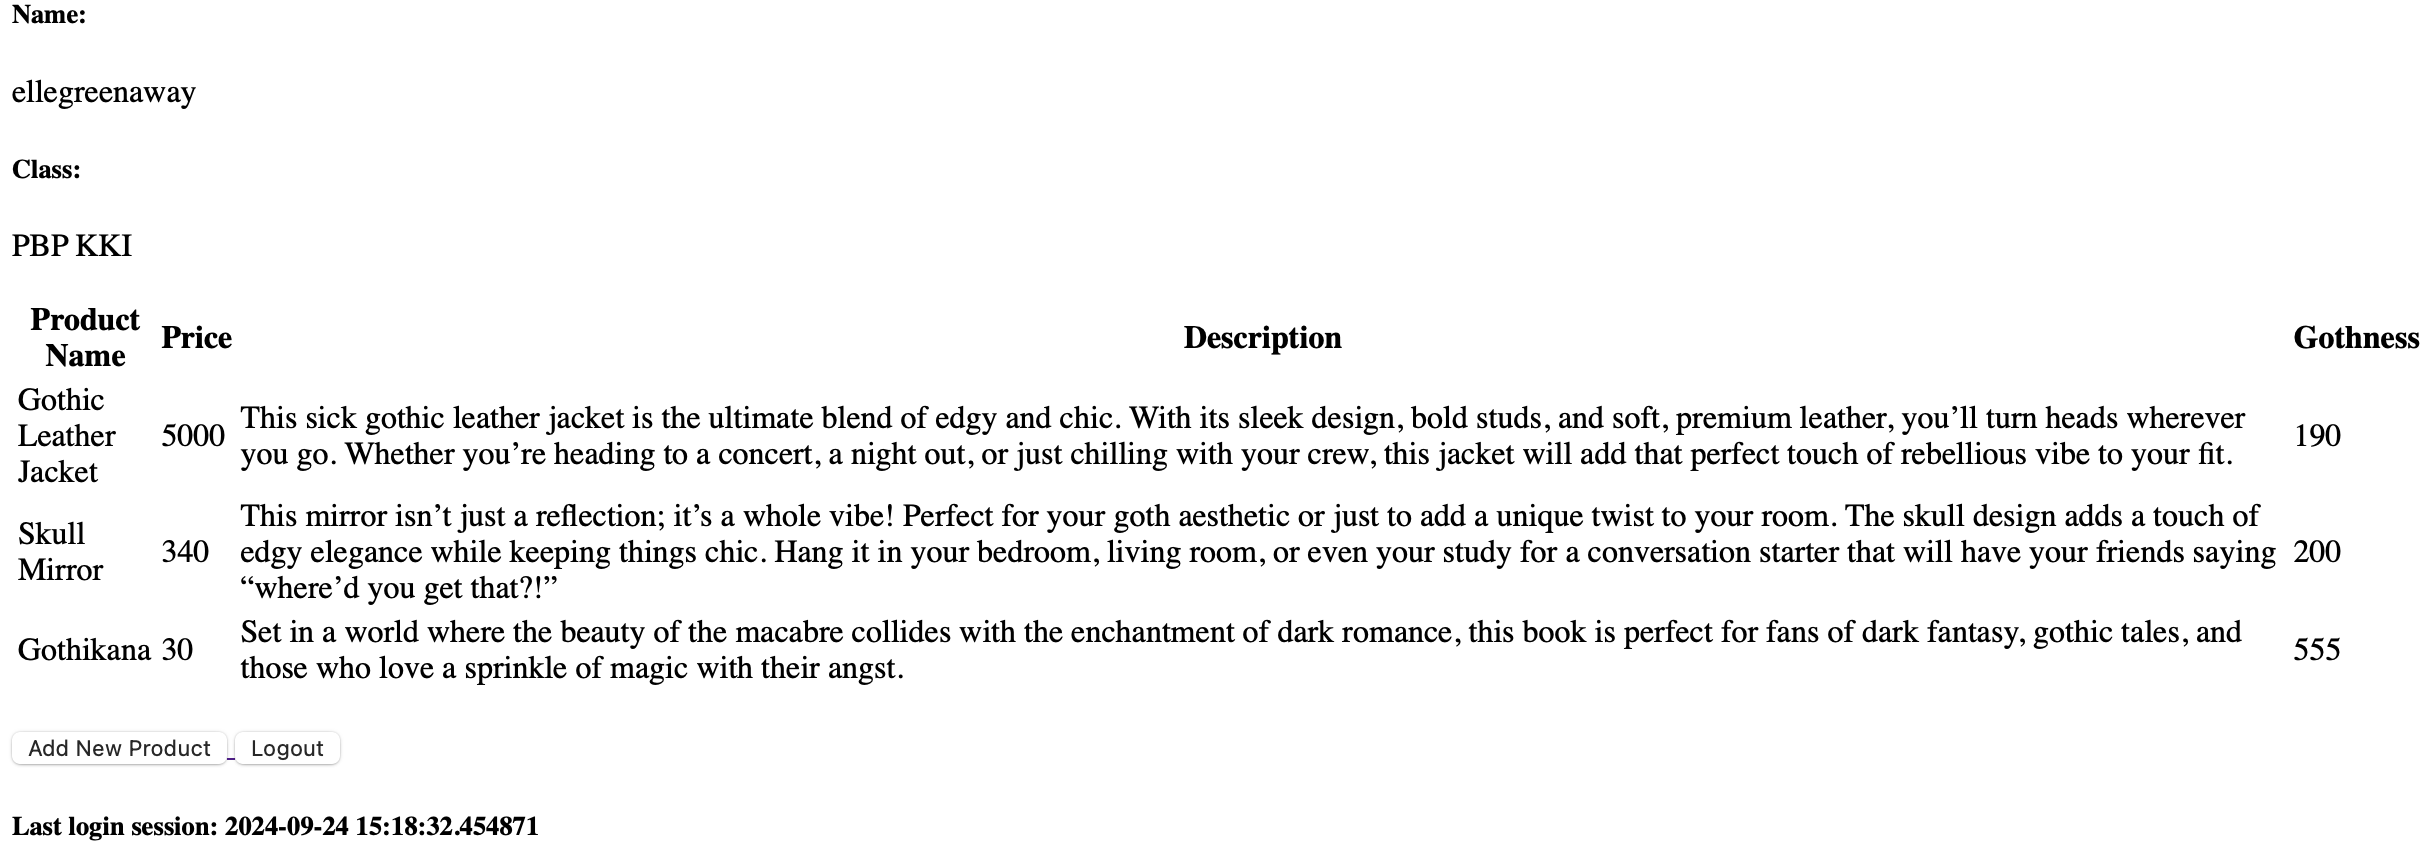 Name:
ellegreenaway
Class:
PBP KKI
Product
Name
Price
Description
Gothness
Gothic
Leather
Jacket
5000
This sick gothic leather jacket is the ultimate blend of edgy and chic. With its sleek design, bold studs, and soft, premium leather, you’ll turn heads wherever
you go. Whether you’re heading to a concert, a night out, or just chilling with your crew, this jacket will add that perfect touch of rebellious vibe to your fit.
190
Skull
Mirror
340
This mirror isn’t just a reflection; it’s a whole vibe! Perfect for your goth aesthetic or just to add a unique twist to your room. The skull design adds a touch of
edgy elegance while keeping things chic. Hang it in your bedroom, living room, or even your study for a conversation starter that will have your friends saying
“where’d you get that?!”
200
Gothikana
30
Set in a world where the beauty of the macabre collides with the enchantment of dark romance, this book is perfect for fans of dark fantasy, gothic tales, and
those who love a sprinkle of magic with their angst.
555
Add New Product
Logout
Last login session: 2024-09-24 15:18:32.454871